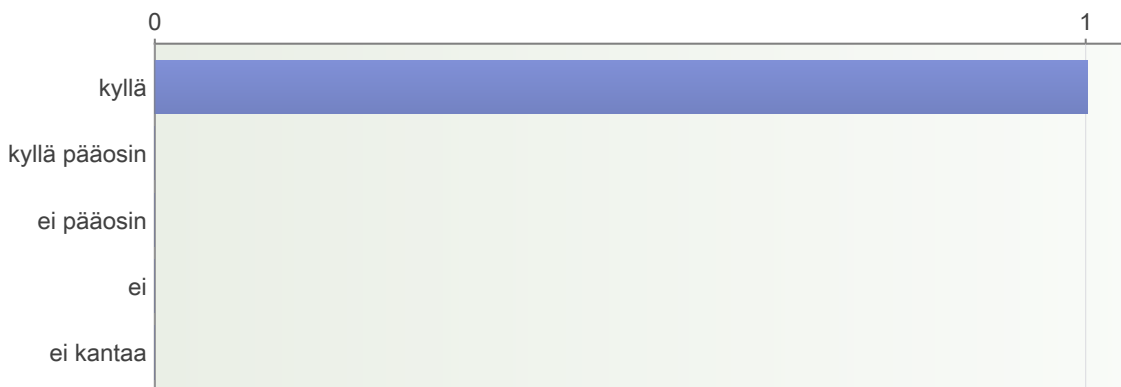 0 1
kyllä
kyllä pääosin
ei pääosin
ei
ei kantaa